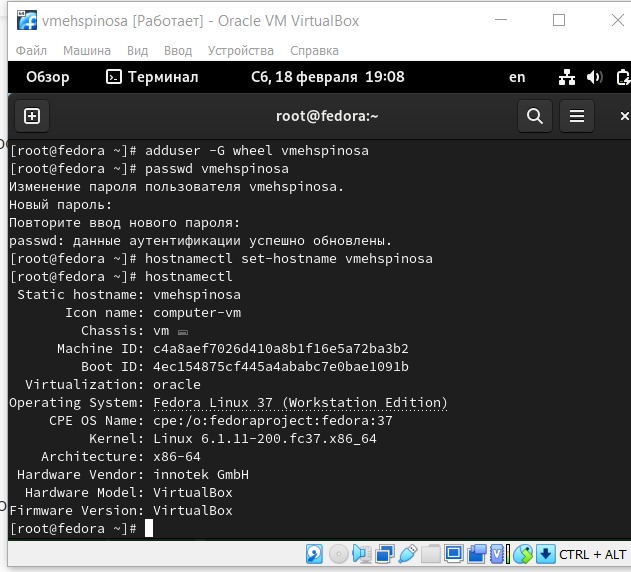 vmehspinosa [Работает] - Oracle VM VirtualBox
Файл Машина Вид Ввод Устройства Справка
Обзор Терминал Сб, 18 февраля 19:08 en
root@fedora:~
[root@fedora ~]# adduser -G wheel vmehspinosa
[root@fedora ~]# passwd vmehspinosa
Изменение пароля пользователя vmehspinosa.
Новый пароль:
Повторите ввод нового пароля:
passwd: данные аутентификации успешно обновлены.
[root@fedora ~]# hostnamectl set-hostname vmehspinosa
[root@fedora ~]# hostnamectl
Static hostname: vmehspinosa
Icon name: computer-vm
Chassis: vm
Machine ID: c4a8aef7026d410a8b1f16e5a72ba3b2
Boot ID: 4ec154875cf445a4ababc7e0bae1091b
Virtualization: oracle
Operating System: Fedora Linux 37 (Workstation Edition)
CPE OS Name: cpe:/o:fedoraproject:fedora:37
Kernel: Linux 6.1.11-200.fc37.x86_64
Architecture: x86-64
Hardware Vendor: innotek GmbH
Hardware Model: VirtualBox
Firmware Version: VirtualBox
[root@fedora ~]#
CTRL + ALT